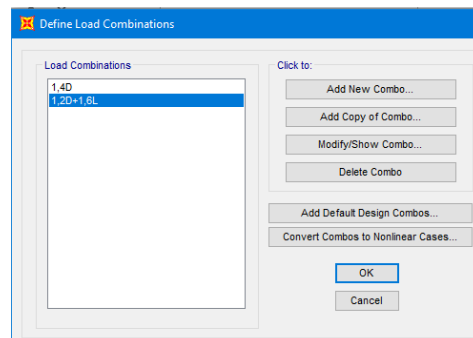 Define Load Combinations
Load Combinations
1,4D
1,2D+1,6L
Click to:
Add New Combo...
Add Copy of Combo...
Modify/Show Combo...
Delete Combo
Add Default Design Combos...
Convert Combos to Nonlinear Cases...
OK
Cancel